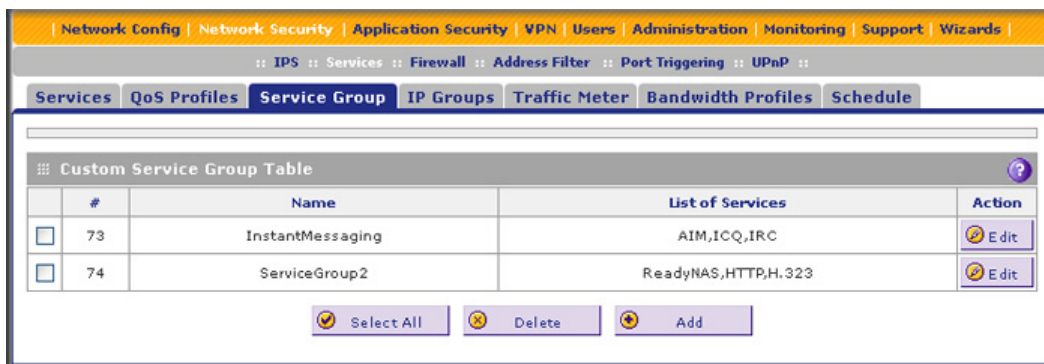 | Network Config | Network Security | Application Security | VPN | Users | Administration | Monitoring | Support | Wizards |
:: IPS :: Services :: Firewall :: Address Filter :: Port Triggering :: UPnP ::
Services QoS Profiles Service Group IP Groups Traffic Meter Bandwidth Profiles Schedule
Custom Service Group Table ?
# Name List of Services Action
73 InstantMessaging AIM,ICQ,IRC Edit
74 ServiceGroup2 ReadyNAS,HTTP,H.323 Edit
Select All Delete Add